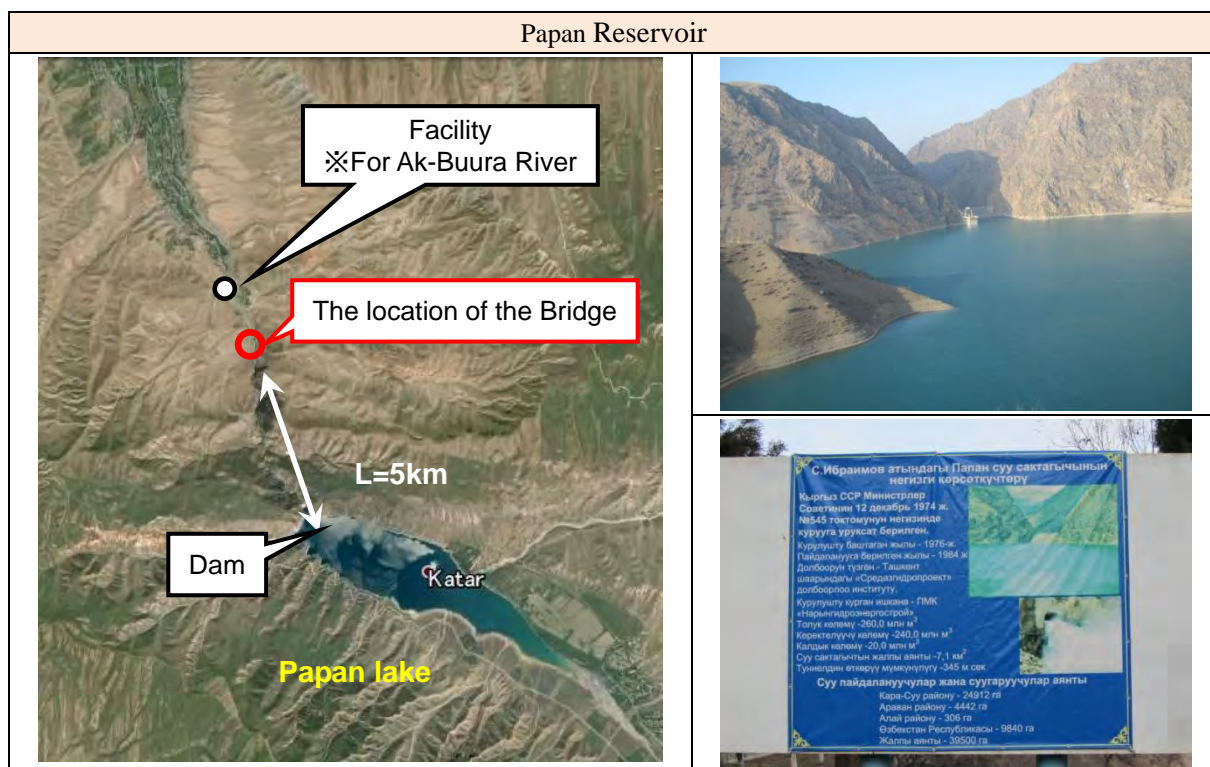 Papan Reservoir
Facility
※For Ak-Buura River
The location of the Bridge
L=5km
Dam
Katar
Papan lake
С.Ибраимов атындагы Папан суу сактагычынын
негизги көрсөткүчтөрү
Кыргыз ССР Министрлер
Советинин 12 декабрь 1974 ж.
№545 токтомунун негизинде
курууга уруксат берилген.
Курулушту баштаган жылы - 1976-ж.
Пайдаланууга берилген жылы - 1984 ж
Долбоорун түзгөн - Ташкент
шаарындагы «Средазгидропроект»
долбоорлоо институту.
Курулушту курган ишкана - ПМК
«Нарынгидроэнергострой»
Толук көлөмү -260,0 млн м³
Керектелүүчү көлөмү -240,0 млн м³
Калдык көлөмү -20,0 млн м³
Суу сактагычтын жалпы аянты -7,1 км²
Туннелдин өткөрүү мүмкүнүлүгү -345 м сек
Суу пайдалануучулар жана сугаруучулар аянты
Кара-Суу району - 24912 га
Араван району - 4442 га
Алай району - 306 га
Өзбекстан Республикасы - 9840 га
Жалпы аянты - 39500 га